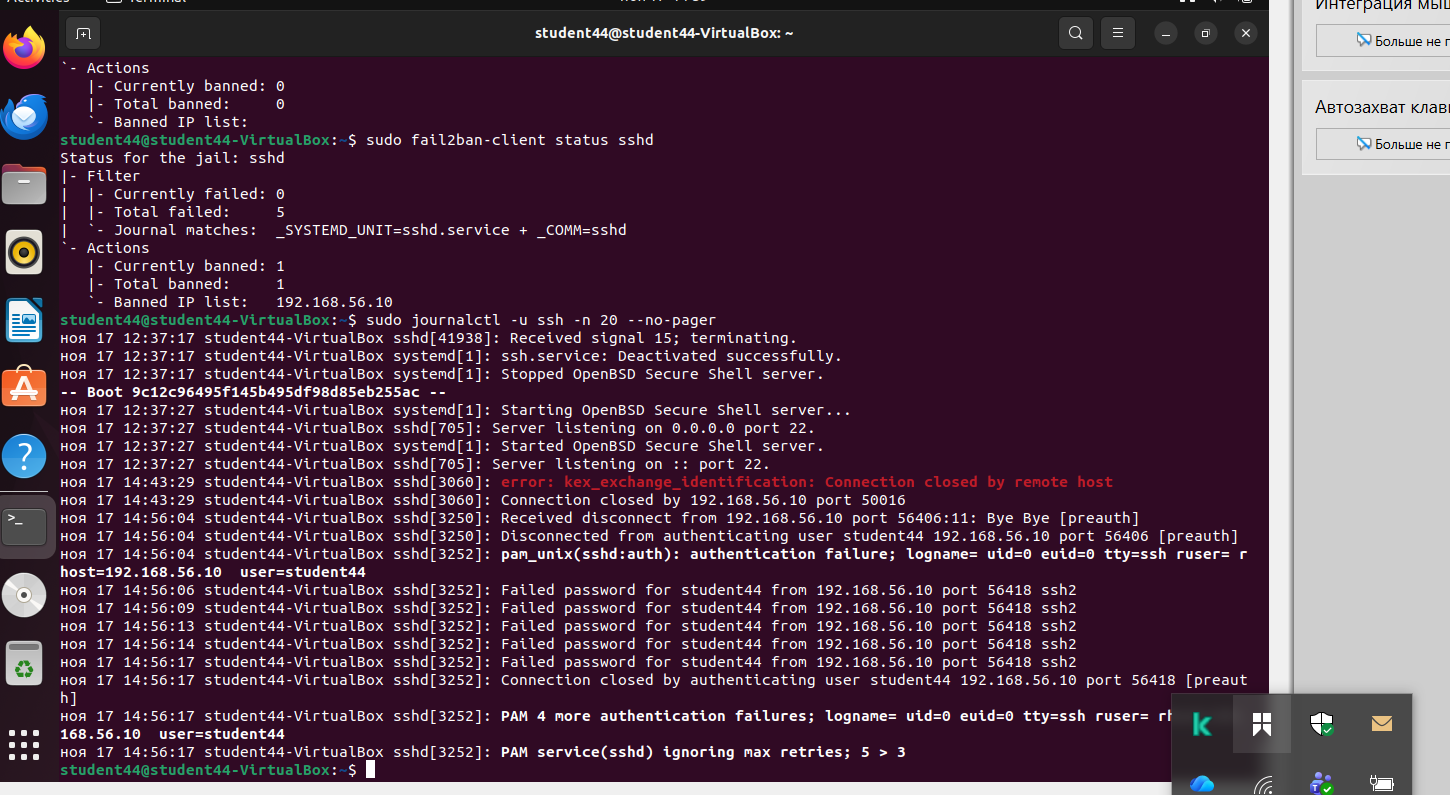 student44@student44-VirtualBox: ~
`- Actions
   |- Currently banned: 0
   |- Total banned:     0
   `- Banned IP list:
student44@student44-VirtualBox:~$ sudo fail2ban-client status sshd
Status for the jail: sshd
|- Filter
|  |- Currently failed: 0
|  |- Total failed:     5
|  `- Journal matches:  _SYSTEMD_UNIT=sshd.service + _COMM=sshd
`- Actions
   |- Currently banned: 1
   |- Total banned:     1
   `- Banned IP list:   192.168.56.10
student44@student44-VirtualBox:~$ sudo journalctl -u ssh -n 20 --no-pager
ноя 17 12:37:17 student44-VirtualBox sshd[41938]: Received signal 15; terminating.
ноя 17 12:37:17 student44-VirtualBox systemd[1]: ssh.service: Deactivated successfully.
ноя 17 12:37:17 student44-VirtualBox systemd[1]: Stopped OpenBSD Secure Shell server.
-- Boot 9c12c96495f145b495df98d85eb255ac --
ноя 17 12:37:27 student44-VirtualBox systemd[1]: Starting OpenBSD Secure Shell server...
ноя 17 12:37:27 student44-VirtualBox sshd[705]: Server listening on 0.0.0.0 port 22.
ноя 17 12:37:27 student44-VirtualBox systemd[1]: Started OpenBSD Secure Shell server.
ноя 17 12:37:27 student44-VirtualBox sshd[705]: Server listening on :: port 22.
ноя 17 14:43:29 student44-VirtualBox sshd[3060]: error: kex_exchange_identification: Connection closed by remote host
ноя 17 14:43:29 student44-VirtualBox sshd[3060]: Connection closed by 192.168.56.10 port 50016
ноя 17 14:56:04 student44-VirtualBox sshd[3250]: Received disconnect from 192.168.56.10 port 56406:11: Bye Bye [preauth]
ноя 17 14:56:04 student44-VirtualBox sshd[3250]: Disconnected from authenticating user student44 192.168.56.10 port 56406 [preauth]
ноя 17 14:56:04 student44-VirtualBox sshd[3252]: pam_unix(sshd:auth): authentication failure; logname= uid=0 euid=0 tty=ssh ruser= r
host=192.168.56.10  user=student44
ноя 17 14:56:06 student44-VirtualBox sshd[3252]: Failed password for student44 from 192.168.56.10 port 56418 ssh2
ноя 17 14:56:09 student44-VirtualBox sshd[3252]: Failed password for student44 from 192.168.56.10 port 56418 ssh2
ноя 17 14:56:13 student44-VirtualBox sshd[3252]: Failed password for student44 from 192.168.56.10 port 56418 ssh2
ноя 17 14:56:14 student44-VirtualBox sshd[3252]: Failed password for student44 from 192.168.56.10 port 56418 ssh2
ноя 17 14:56:17 student44-VirtualBox sshd[3252]: Failed password for student44 from 192.168.56.10 port 56418 ssh2
ноя 17 14:56:17 student44-VirtualBox sshd[3252]: Connection closed by authenticating user student44 192.168.56.10 port 56418 [preaut
h]
ноя 17 14:56:17 student44-VirtualBox sshd[3252]: PAM 4 more authentication failures; logname= uid=0 euid=0 tty=ssh ruser= rh
168.56.10  user=student44
ноя 17 14:56:17 student44-VirtualBox sshd[3252]: PAM service(sshd) ignoring max retries; 5 > 3
student44@student44-VirtualBox:~$
Интеграция мыш
Больше не п
Автозахват клав
Больше не п